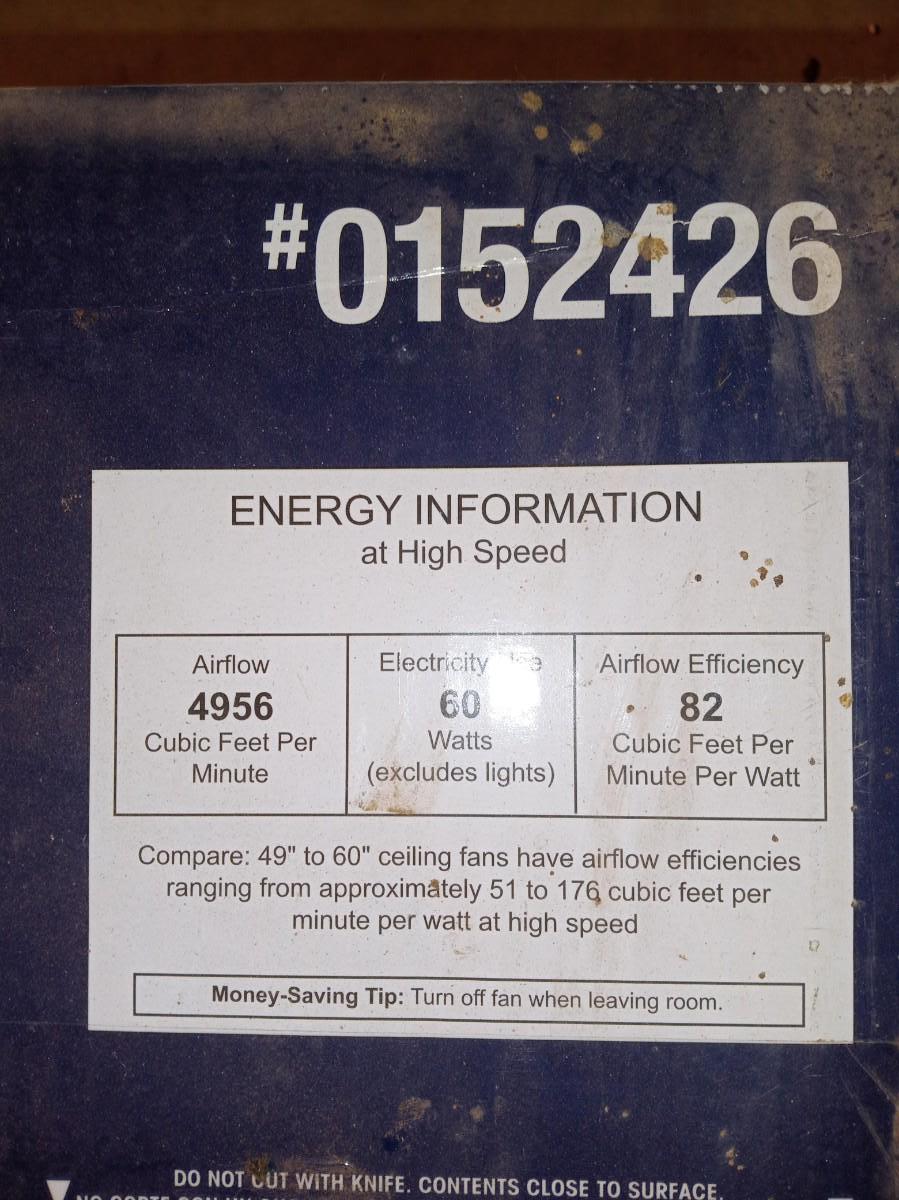 #0152426
ENERGY INFORMATION
at High Speed
Airflow
4956
Cubic Feet Per
Minute
Electricity
60
Watts
(excludes lights)
Airflow Efficiency
82
Cubic Feet Per
Minute Per Watt
Compare: 49" to 60" ceiling fans have airflow efficiencies
ranging from approximately 51 to 176 cubic feet per
minute per watt at high speed
Money-Saving Tip: Turn off fan when leaving room.
DO NOT CUT WITH KNIFE. CONTENTS CLOSE TO SURFACE.